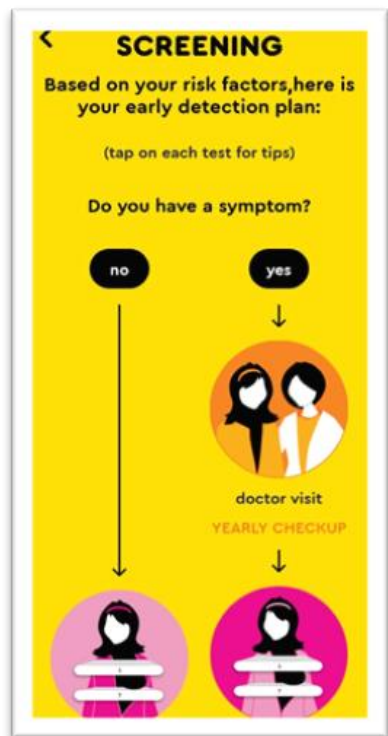 SCREENING
Based on your risk factors,here is
your early detection plan:
(tap on each test for tips)
Do you have a symptom?
no
yes
doctor visit
YEARLY CHECKUP